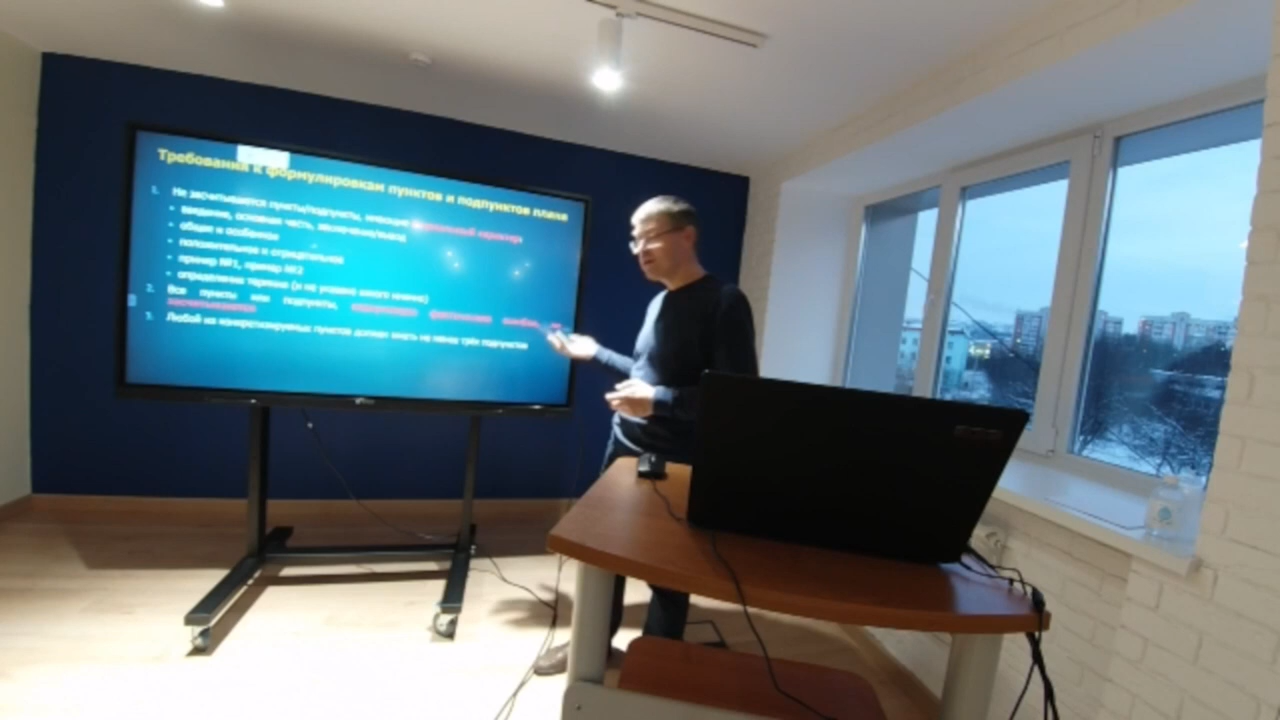 Требования к формулировкам пунктов и подпунктов плана
1. Не засчитываются пункты/подпункты, имеющие формальный характер
• введение, основная часть, заключение/вывод
• общее и особенное
• положительное и отрицательное
• пример №1, пример №2
• определение термина (и не указано какого именно)
2. Все пункты или подпункты, содержащие фактические ошибки, не
засчитываются
3. Любой из конкретизируемых пунктов должен иметь не менее трёх подпунктов